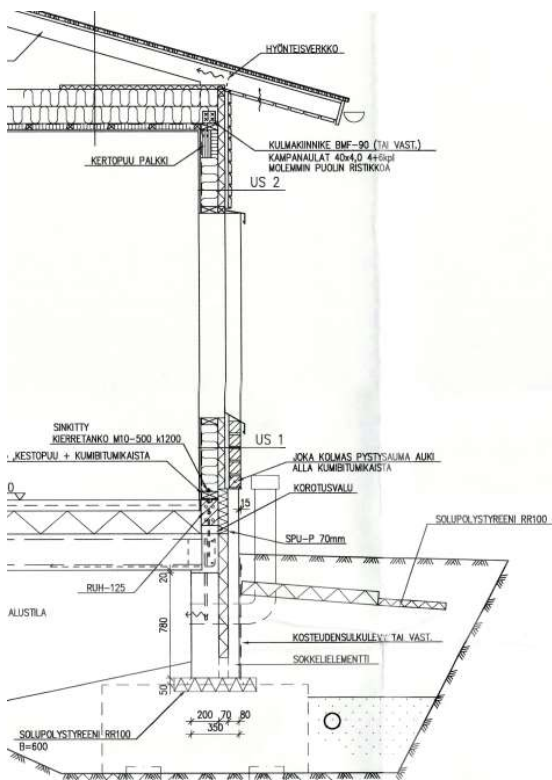 HYÖNTEISVERKKO
KULMAKIINNIKE BMF-90 (TAI VAST.)
KAMPANAULAT 40x4,0 4+6kpl
MOLEMMIN PUOLIN RISTIKKOA
KERTOPUU PALKKI
US 2
SINKITTY
KIERRETANKO M10-500 k1200
US 1
KESTOPUU + KUMIBITUMIKAISTA
JOKA KOLMAS PYSTYSAUMA AUKI
ALLA KUMIBITUMIKAISTA
KOROTUSVALU
15
SOLUPOLYSTYREENI RR100
SPU-P 70mm
RUH-125
20
ALUSTILA
780
KOSTEUDENSULKULEVY TAI VAST.
SOKKELIELEMENTTI
50
200 70 80
350
SOLUPOLYSTYREENI RR100
B=600